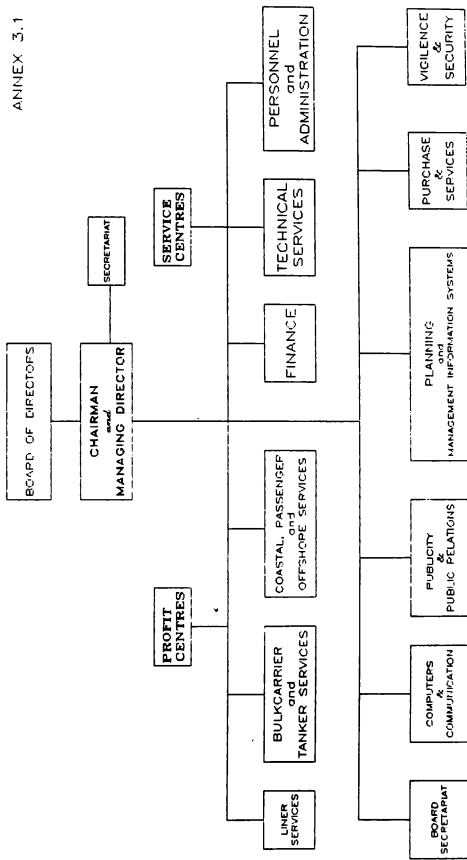 ANNEX 3.1
BOARD OF DIRECTORS
CHAIRMAN
and
MANAGING DIRECTOR
SECRETARIAT
PROFIT
CENTRES
SERVICE
CENTRES
LINER
SERVICES
BULKCARRIER
and
TANKER SERVICES
COASTAL, PASSENGER
and
OFFSHORE SERVICES
FINANCE
TECHNICAL
SERVICES
PERSONNEL
and
ADMINISTRATION
BOARD
SECRETARIAT
COMPUTERS
&
COMMUNICATION
PUBLICITY
&
PUBLIC RELATIONS
PLANNING
and
MANAGEMENT INFORMATION SYSTEMS
PURCHASE
&
SERVICES
VIGILENCE
&
SECURITY